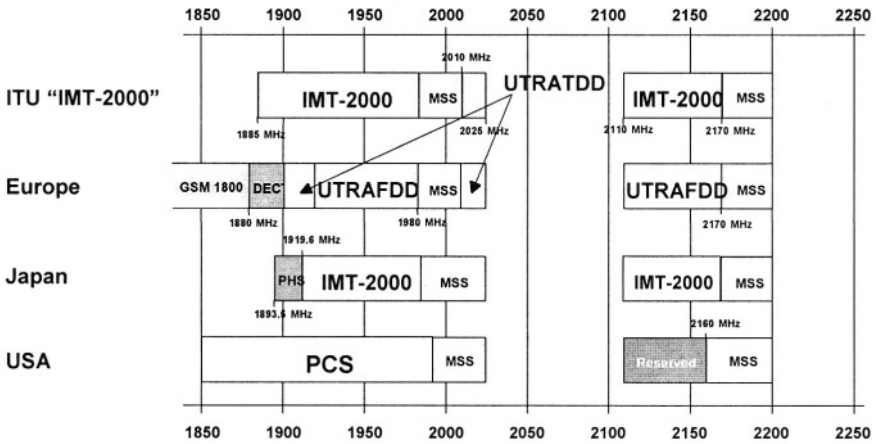 1850 1900 1950 2000 2050 2100 2150 2200 2250
2010 MHz
ITU “IMT-2000” IMT-2000 MSS UTRATDD IMT-2000 MSS
1885 MHz 2025 MHz 2110 MHz 2170 MHz
Europe GSM 1800 DEC UTRAFDD MSS UTRAFDD MSS
1880 MHz 1980 MHz 2170 MHz
1919.6 MHz
Japan PHS IMT-2000 MSS IMT-2000 MSS
1893.5 MHz 2160 MHz
USA PCS MSS Reserved MSS
1850 1900 1950 2000 2050 2100 2150 2200 2250